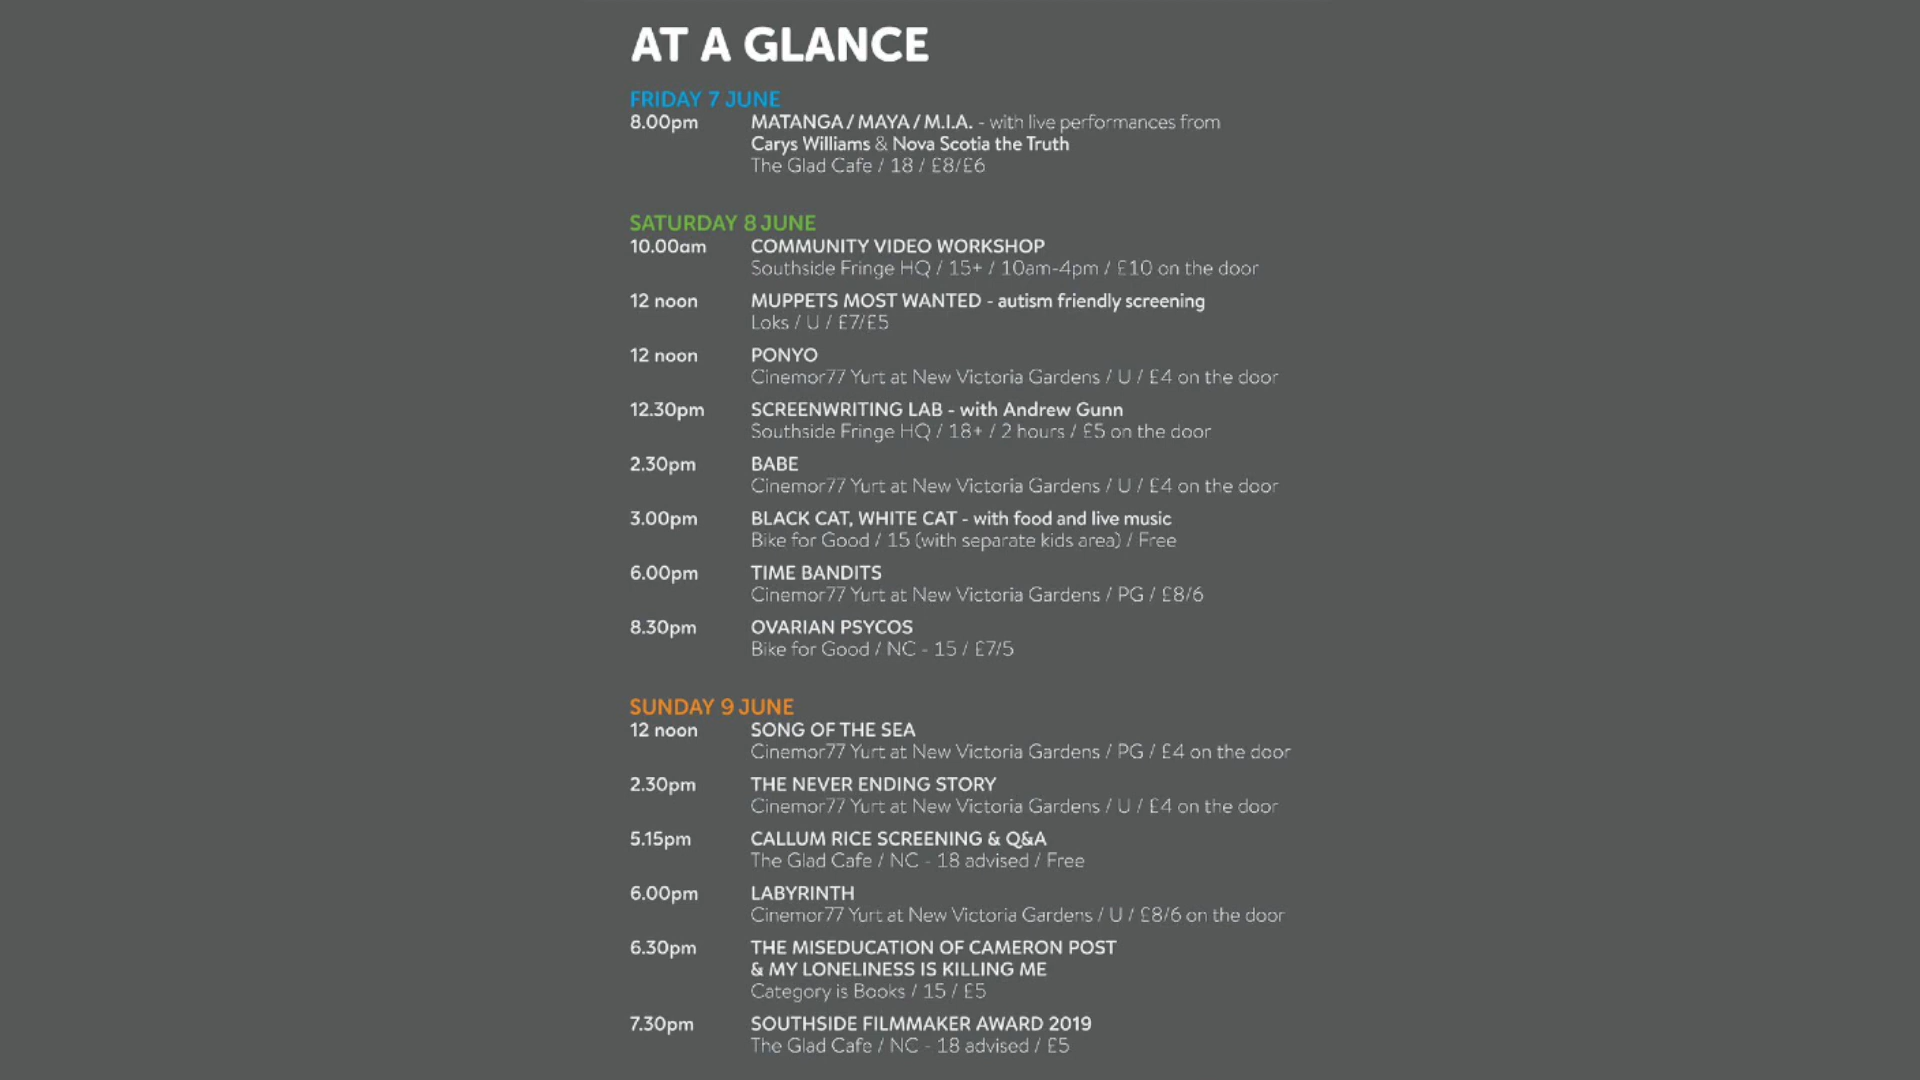 AT A GLANCE
FRIDAY 7 JUNE
8.00pm MATANGA / MAYA / M.I.A. - with live performances from
Carys Williams & Nova Scotia the Truth
The Glad Cafe / 18 / £8/£6
SATURDAY 8 JUNE
10.00am COMMUNITY VIDEO WORKSHOP
Southside Fringe HQ / 15+ / 10am-4pm / £10 on the door
12 noon MUPPETS MOST WANTED - autism friendly screening
Loks / U / £7/£5
12 noon PONYO
Cinemor77 Yurt at New Victoria Gardens / U / £4 on the door
12.30pm SCREENWRITING LAB - with Andrew Gunn
Southside Fringe HQ / 18+ / 2 hours / £5 on the door
2.30pm BABE
Cinemor77 Yurt at New Victoria Gardens / U / £4 on the door
3.00pm BLACK CAT, WHITE CAT - with food and live music
Bike for Good / 15 (with separate kids area) / Free
6.00pm TIME BANDITS
Cinemor77 Yurt at New Victoria Gardens / PG / £8/6
8.30pm OVARIAN PSYCOS
Bike for Good / NC - 15 / £7/5
SUNDAY 9 JUNE
12 noon SONG OF THE SEA
Cinemor77 Yurt at New Victoria Gardens / PG / £4 on the door
2.30pm THE NEVER ENDING STORY
Cinemor77 Yurt at New Victoria Gardens / U / £4 on the door
5.15pm CALLUM RICE SCREENING & Q&A
The Glad Cafe / NC - 18 advised / Free
6.00pm LABYRINTH
Cinemor77 Yurt at New Victoria Gardens / U / £8/6 on the door
6.30pm THE MISEDUCATION OF CAMERON POST
& MY LONELINESS IS KILLING ME
Category is Books / 15 / £5
7.30pm SOUTHSIDE FILMMAKER AWARD 2019
The Glad Cafe / NC - 18 advised / £5